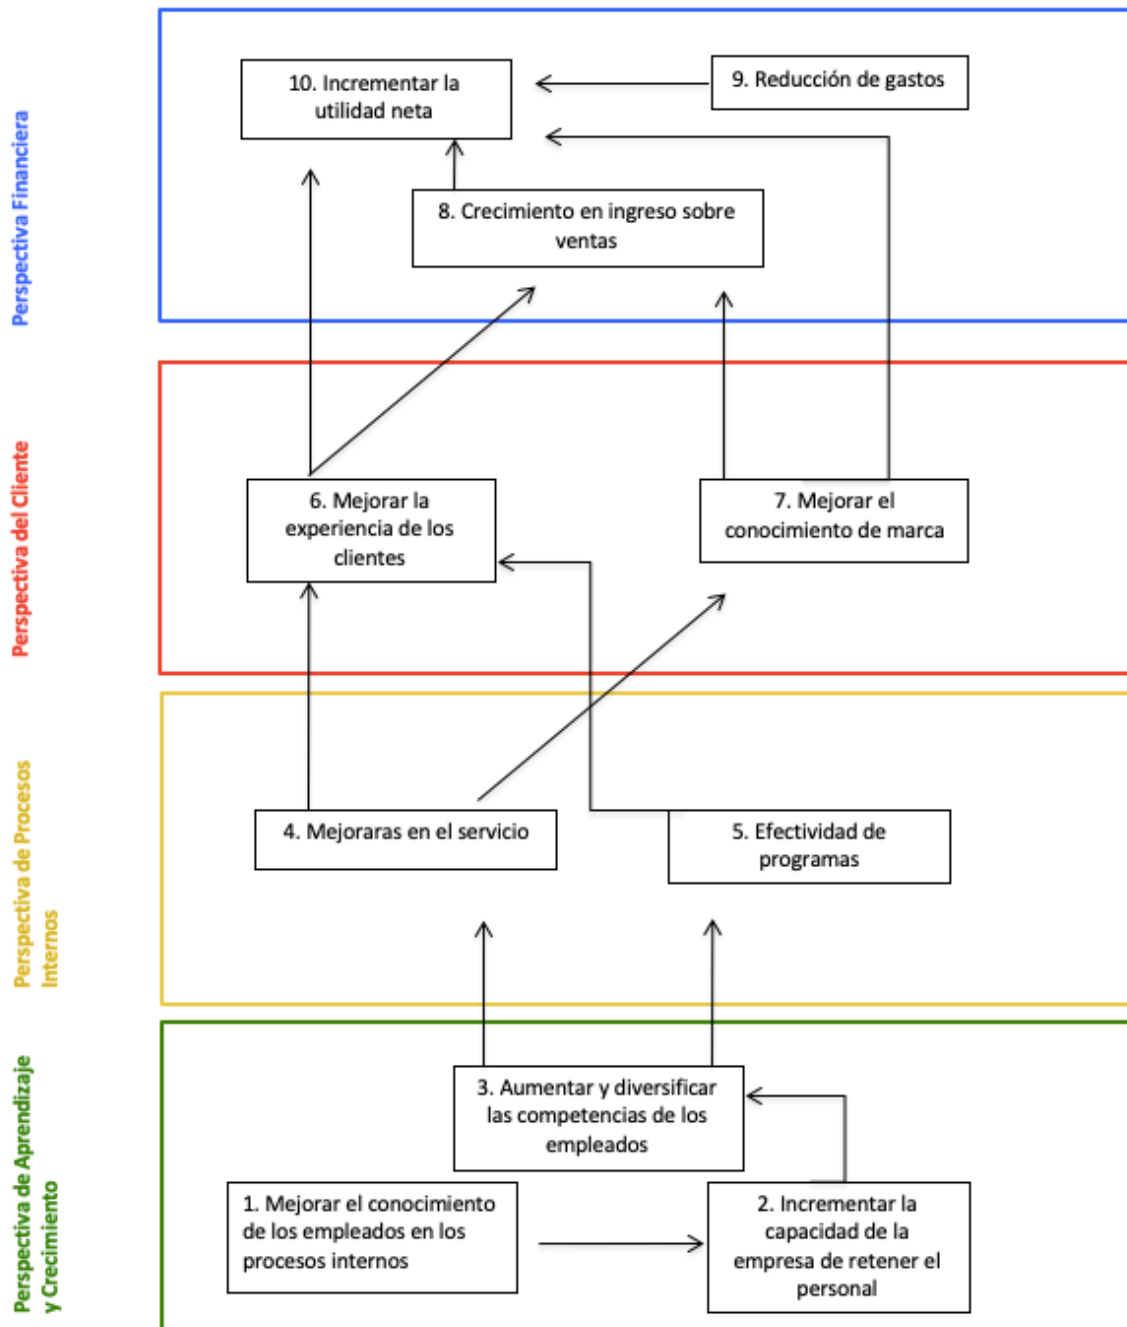 Perspectiva Financiera
10. Incrementar la
utilidad neta
9. Reducción de gastos
8. Crecimiento en ingreso sobre
ventas
Perspectiva del Cliente
6. Mejorar la
experiencia de los
clientes
7. Mejorar el
conocimiento de marca
Perspectiva de Procesos
Internos
4. Mejoraras en el servicio
5. Efectividad de
programas
Perspectiva de Aprendizaje
y Crecimiento
3. Aumentar y diversificar
las competencias de los
empleados
1. Mejorar el conocimiento
de los empleados en los
procesos internos
2. Incrementar la
capacidad de la
empresa de retener el
personal